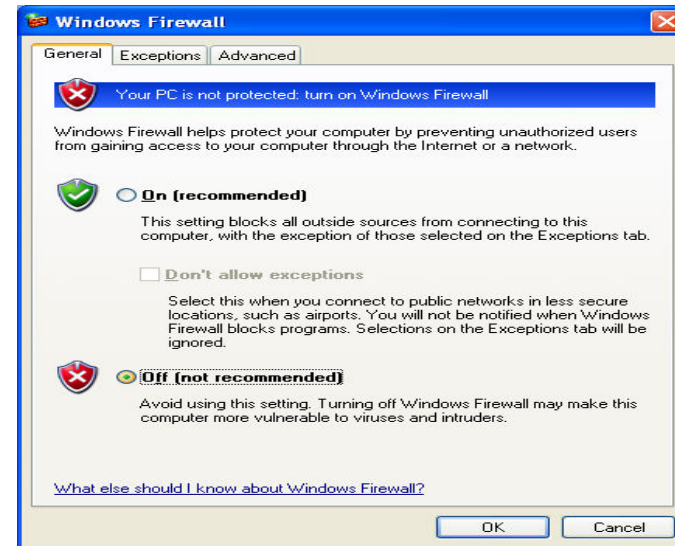 Windows Firewall
General Exceptions Advanced
Your PC is not protected: turn on Windows Firewall
Windows Firewall helps protect your computer by preventing unauthorized users
from gaining access to your computer through the Internet or a network.
On (recommended)
This setting blocks all outside sources from connecting to this
computer, with the exception of those selected on the Exceptions tab.
Don't allow exceptions
Select this when you connect to public networks in less secure
locations, such as airports. You will not be notified when Windows
Firewall blocks programs. Selections on the Exceptions tab will be
ignored.
Off (not recommended)
Avoid using this setting. Turning off Windows Firewall may make this
computer more vulnerable to viruses and intruders.
What else should I know about Windows Firewall?
OK Cancel